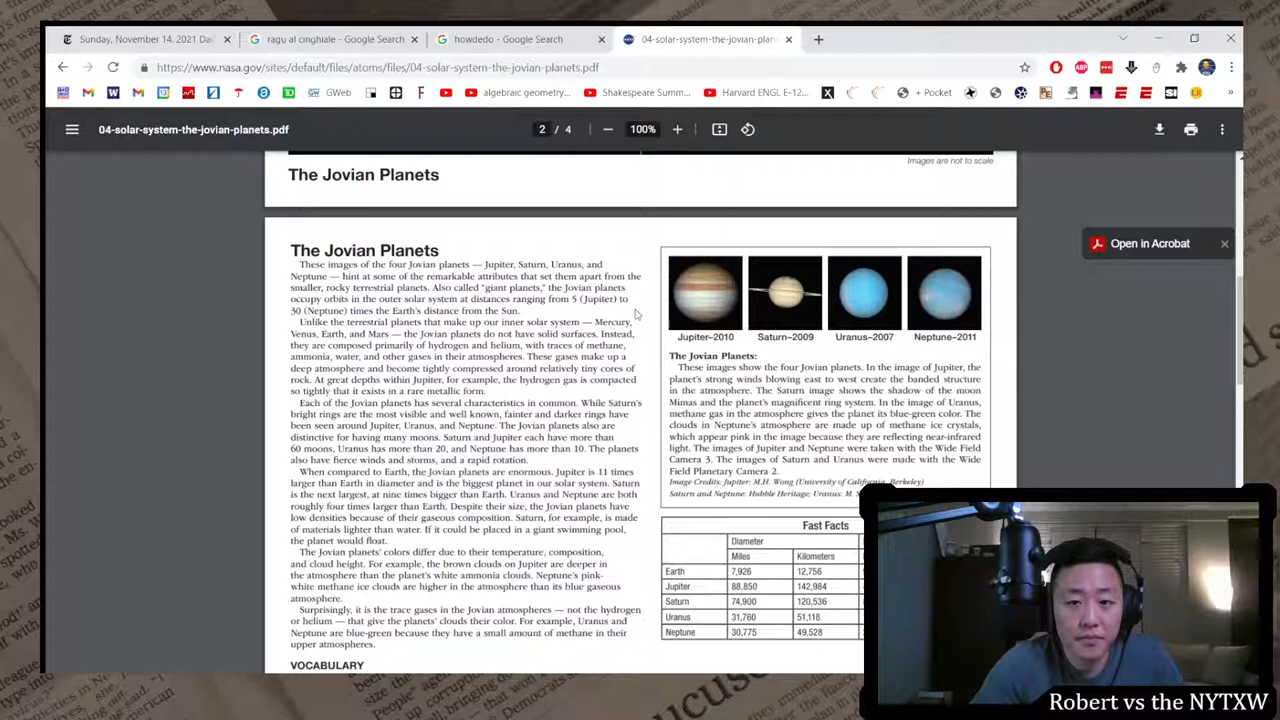 Sunday, November 14, 2021 Dai
ragu al cinghiale - Google Search
howdedo - Google Search
04-solar-system-the-jovian-plan
https://www.nasa.gov/sites/default/files/atoms/files/04-solar-system-the-jovian-planets.pdf
GWeb
algebraic geometry...
Shakespeare Summ...
Harvard ENGL E-12...
+ Pocket
04-solar-system-the-jovian-planets.pdf
2 / 4
100%
Images are not to scale
The Jovian Planets
Open in Acrobat
The Jovian Planets
These images of the four Jovian planets — Jupiter, Saturn, Uranus, and
Neptune — hint at some of the remarkable attributes that set them apart from the
smaller, rocky terrestrial planets. Also called “giant planets,” the Jovian planets
occupy orbits in the outer solar system at distances ranging from 5 (Jupiter) to
30 (Neptune) times the Earth's distance from the Sun.
Unlike the terrestrial planets that make up our inner solar system — Mercury,
Venus, Earth, and Mars — the Jovian planets do not have solid surfaces. Instead,
they are composed primarily of hydrogen and helium, with traces of methane,
ammonia, water, and other gases in their atmospheres. These gases make up a
deep atmosphere and become tightly compressed around relatively tiny cores of
rock. At great depths within Jupiter, for example, the hydrogen gas is compacted
so tightly that it exists in a rare metallic form.
Each of the Jovian planets has several characteristics in common. While Saturn's
bright rings are the most visible and well known, fainter and darker rings have
been seen around Jupiter, Uranus, and Neptune. The Jovian planets also are
distinctive for having many moons. Saturn and Jupiter each have more than
60 moons, Uranus has more than 20, and Neptune has more than 10. The planets
also have fierce winds and storms, and a rapid rotation.
When compared to Earth, the Jovian planets are enormous. Jupiter is 11 times
larger than Earth in diameter and is the biggest planet in our solar system. Saturn
is the next largest, at nine times bigger than Earth. Uranus and Neptune are both
roughly four times larger than Earth. Despite their size, the Jovian planets have
low densities because of their gaseous composition. Saturn, for example, is made
of materials lighter than water. If it could be placed in a giant swimming pool,
the planet would float.
The Jovian planets' colors differ due to their temperature, composition,
and cloud height. For example, the brown clouds on Jupiter are deeper in
the atmosphere than the planet's white ammonia clouds. Neptune's pink-
white methane ice clouds are higher in the atmosphere than its blue gaseous
atmosphere.
Surprisingly, it is the trace gases in the Jovian atmospheres — not the hydrogen
or helium — that give the planets' clouds their color. For example, Uranus and
Neptune are blue-green because they have a small amount of methane in their
upper atmospheres.
VOCABULARY
Jupiter–2010
Saturn–2009
Uranus–2007
Neptune–2011
The Jovian Planets:
These images show the four Jovian planets. In the image of Jupiter, the
planet's strong winds blowing east to west create the banded structure
in the atmosphere. The Saturn image shows the shadow of the moon
Mimas and the planet's magnificent ring system. In the image of Uranus,
methane gas in the atmosphere gives the planet its blue-green color. The
clouds in Neptune's atmosphere are made up of methane ice crystals,
which appear pink in the image because they are reflecting near-infrared
light. The images of Jupiter and Neptune were taken with the Wide Field
Camera 3. The images of Saturn and Uranus were made with the Wide
Field Planetary Camera 2.
Image Credits: Jupiter: M.H. Wong (University of California, Berkeley)
Saturn and Neptune: Hubble Heritage; Uranus: M. S
Fast Facts
Diameter
Miles Kilometers
Earth 7,926 12,756
Jupiter 88,850 142,984
Saturn 74,900 120,536
Uranus 31,760 51,118
Neptune 30,775 49,528
Robert vs the NYTXW